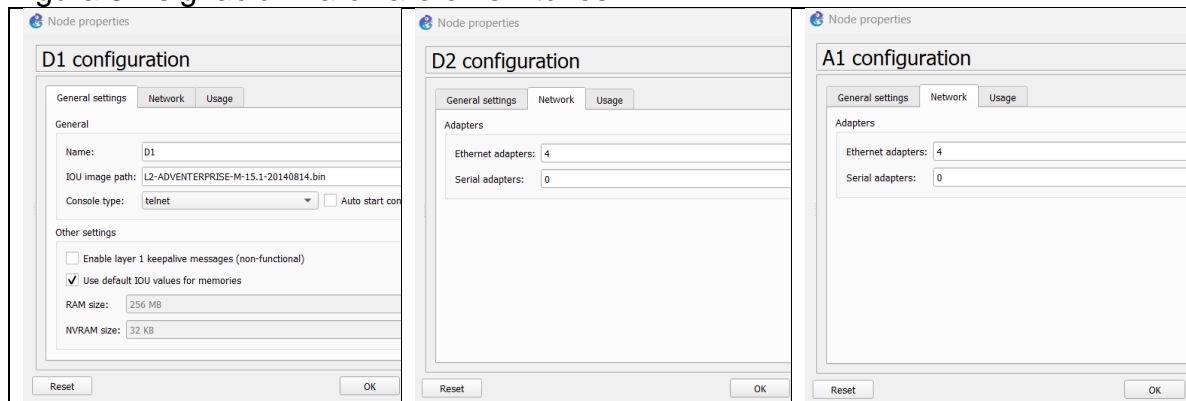 Node properties
D1 configuration
General settings Network Usage
General
Name: D1
IOU image path: L2-ADVENTERPRISE-M-15.1-20140814.bin
Console type: telnet Auto start con
Other settings
Enable layer 1 keepalive messages (non-functional)
Use default IOU values for memories
RAM size: 256 MB
NVRAM size: 32 KB
Reset OK
Node properties
D2 configuration
General settings Network Usage
Adapters
Ethernet adapters: 4
Serial adapters: 0
Reset OK
Node properties
A1 configuration
General settings Network Usage
Adapters
Ethernet adapters: 4
Serial adapters: 0
Reset OK